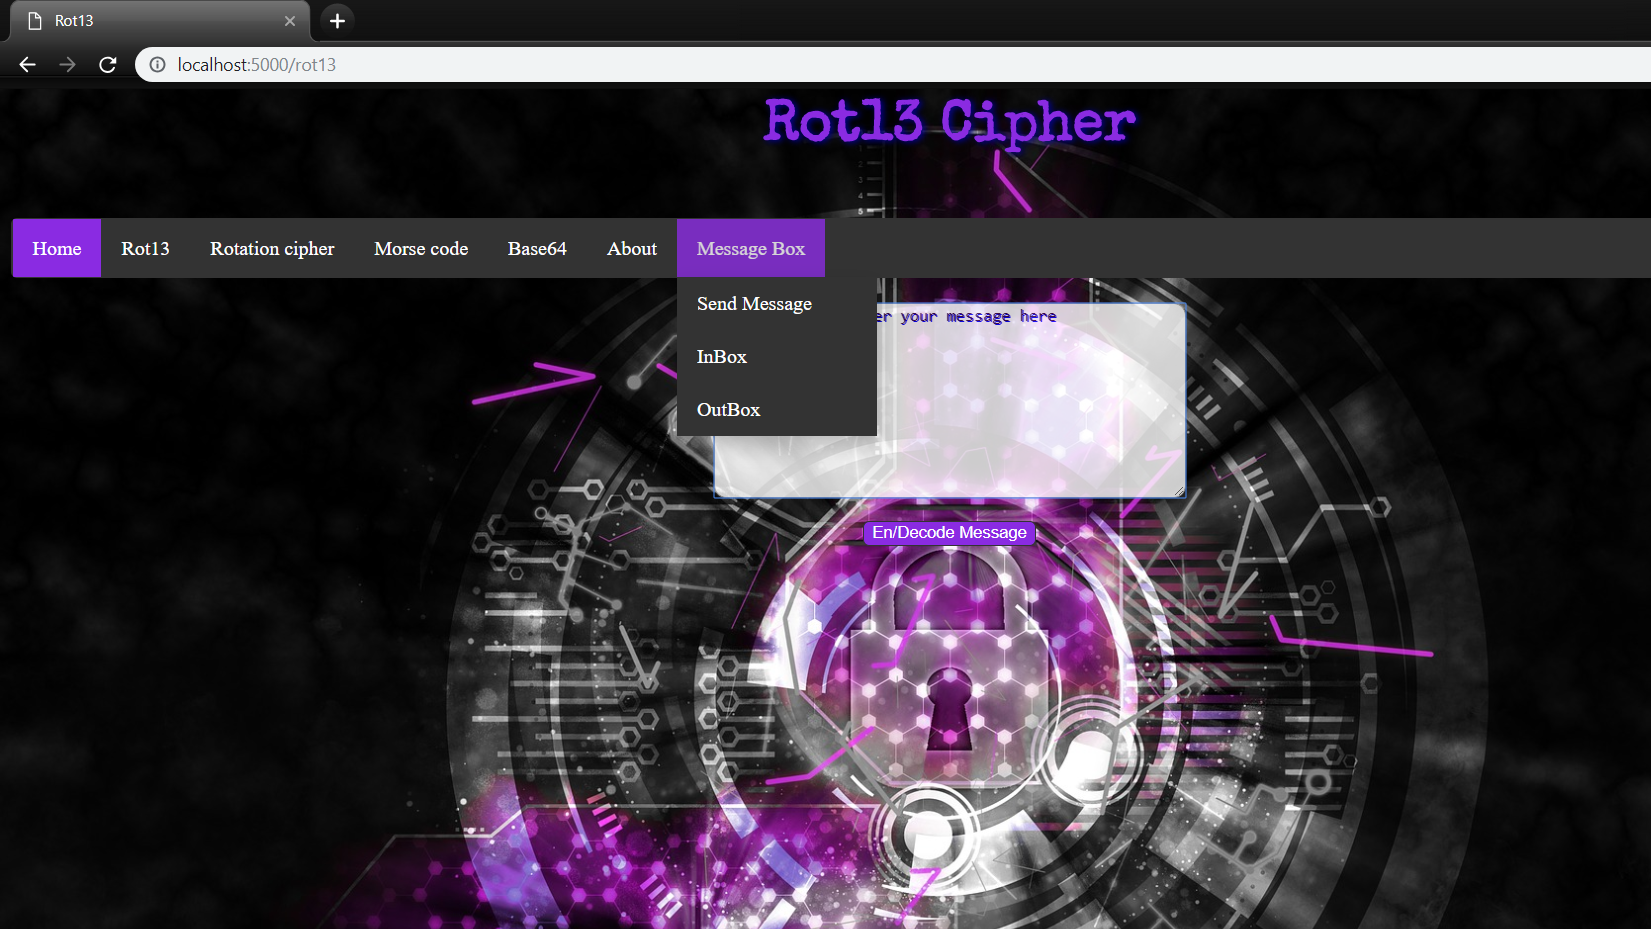 Rot13
localhost:5000/rot13
Rot13 Cipher
Home Rot13 Rotation cipher Morse code Base64 About Message Box
Send Message
InBox
OutBox
your message here
En/Decode Message